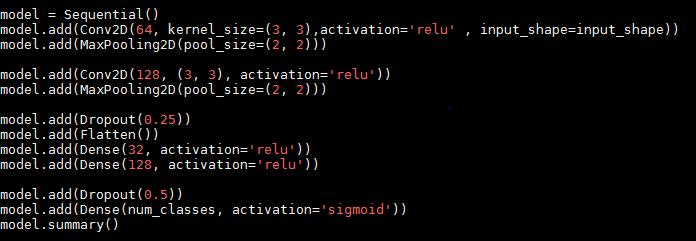 model = Sequential()
model.add(Conv2D(64, kernel_size=(3, 3),activation='relu' , input_shape=input_shape))
model.add(MaxPooling2D(pool_size=(2, 2)))
model.add(Conv2D(128, (3, 3), activation='relu'))
model.add(MaxPooling2D(pool_size=(2, 2)))
model.add(Dropout(0.25))
model.add(Flatten())
model.add(Dense(32, activation='relu'))
model.add(Dense(128, activation='relu'))
model.add(Dropout(0.5))
model.add(Dense(num_classes, activation='sigmoid'))
model.summary()